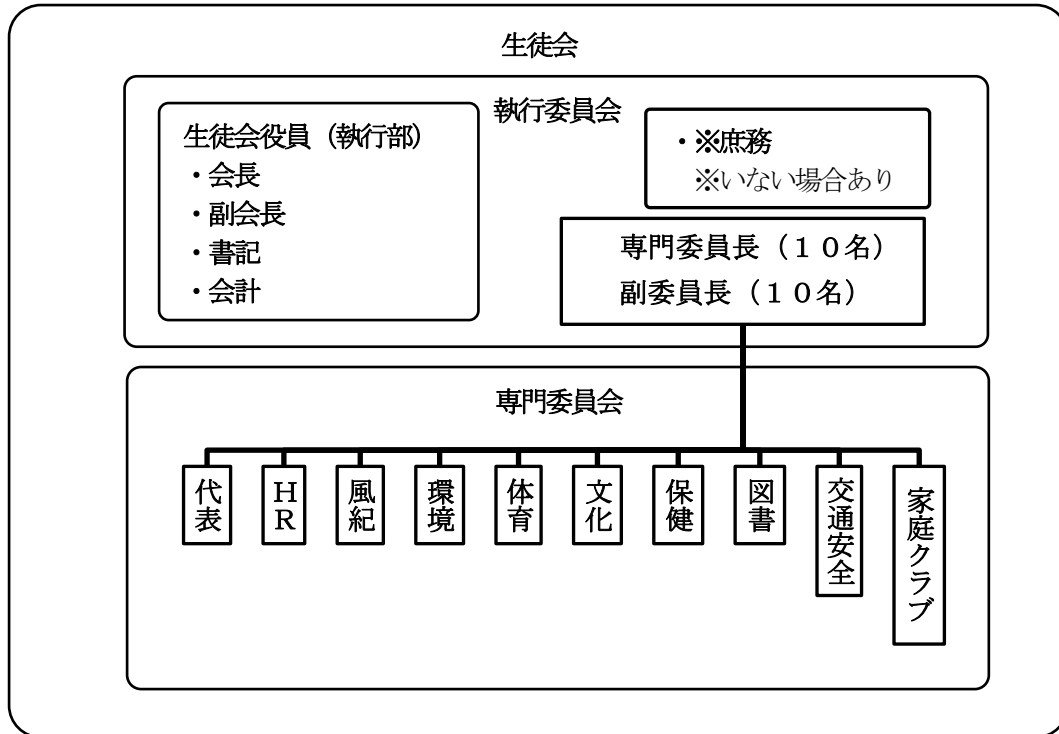 生徒会
執行委員会
生徒会役員（執行部）
・会長
・副会長
・書記
・会計
・※庶務
※いない場合あり
専門委員長（１０名）
副委員長（１０名）
専門委員会
代表
ＨＲ
風紀
環境
体育
文化
保健
図書
交通安全
家庭クラブ